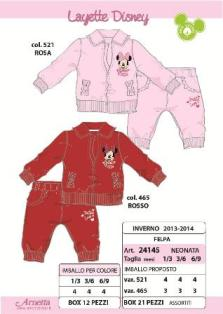 Layette Disney
col. 521
ROSA
col. 465
ROSSO
INVERNO 2013-2014
FELPA
Art. 24145 NEONATA
Taglia mesi 1/3 3/6 6/9
IMBALLO PER COLORE
1/3 3/6 6/9
4 4 4
BOX 12 PEZZI
IMBALLO PROPOSTO
var. 521 4 4 4
var. 465 3 3 3
BOX 21 PEZZI ASSORTITI
Arnetta